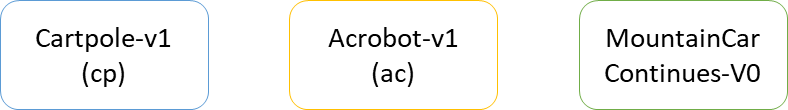 Cartpole-v1
(cp)
Acrobot-v1
(ac)
MountainCar
Continues-V0